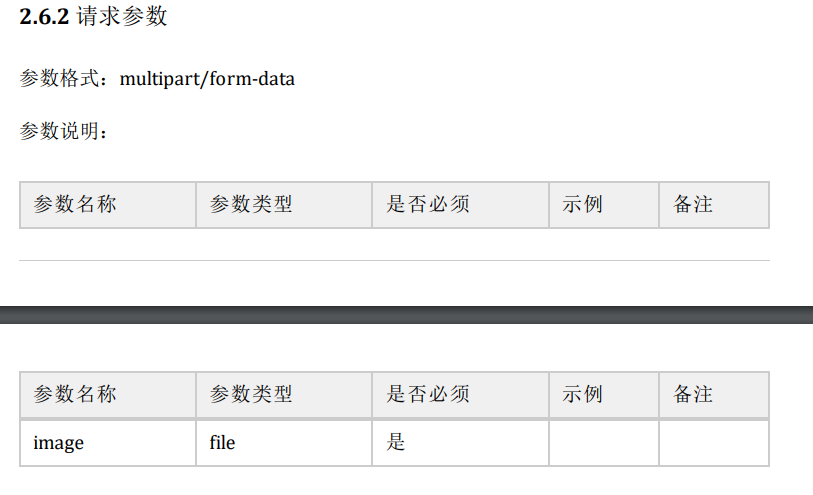 2.6.2 请求参数
参数格式：multipart/form-data
参数说明：
参数名称 参数类型 是否必须 示例 备注
参数名称 参数类型 是否必须 示例 备注
image file 是